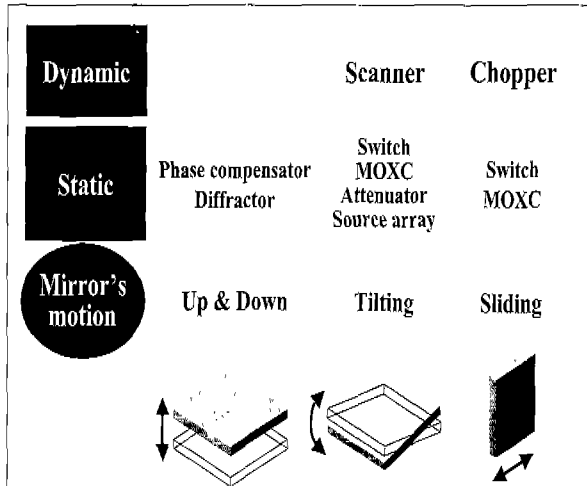 Dynamic
Scanner
Chopper
Static
Phase compensator
Diffractor
Switch
MOXC
Attenuator
Source array
Switch
MOXC
Mirror's
motion
Up & Down
Tilting
Sliding